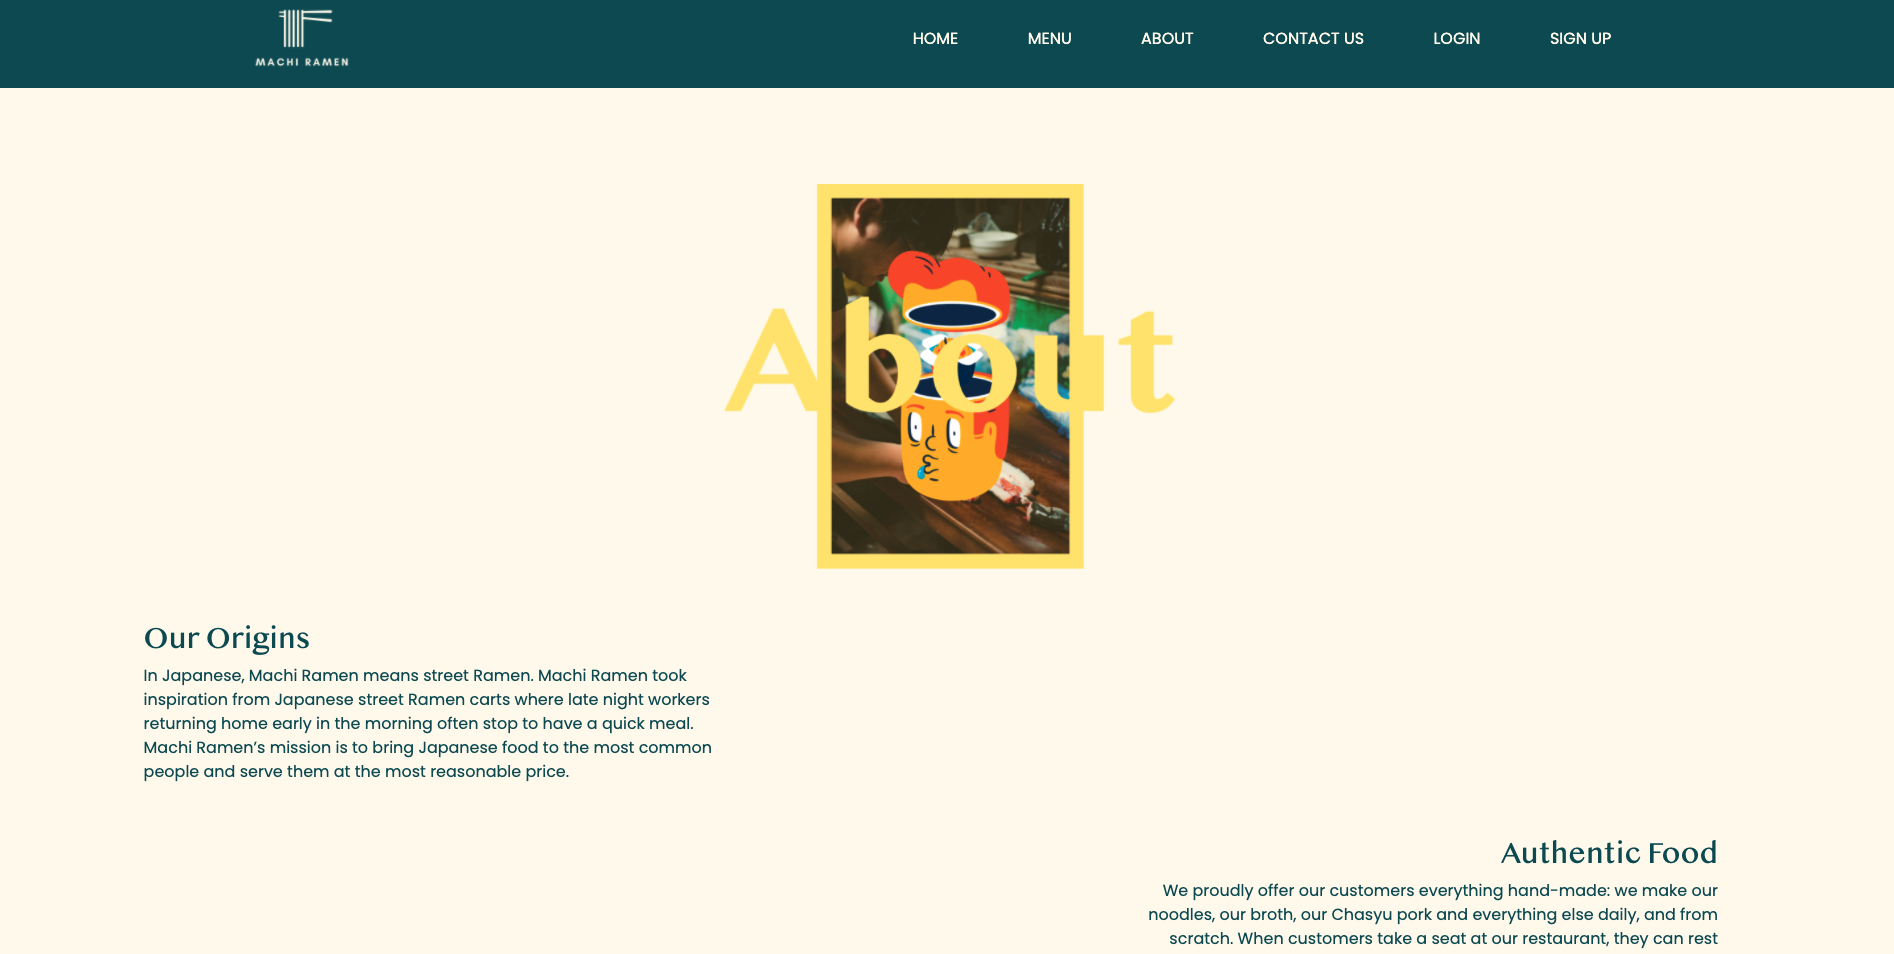 MACHI RAMEN
HOME MENU ABOUT CONTACT US LOGIN SIGN UP
About
Our Origins
In Japanese, Machi Ramen means street Ramen. Machi Ramen took
inspiration from Japanese street Ramen carts where late night workers
returning home early in the morning often stop to have a quick meal.
Machi Ramen’s mission is to bring Japanese food to the most common
people and serve them at the most reasonable price.
Authentic Food
We proudly offer our customers everything hand-made: we make our
noodles, our broth, our Chasyu pork and everything else daily, and from
scratch. When customers take a seat at our restaurant, they can rest